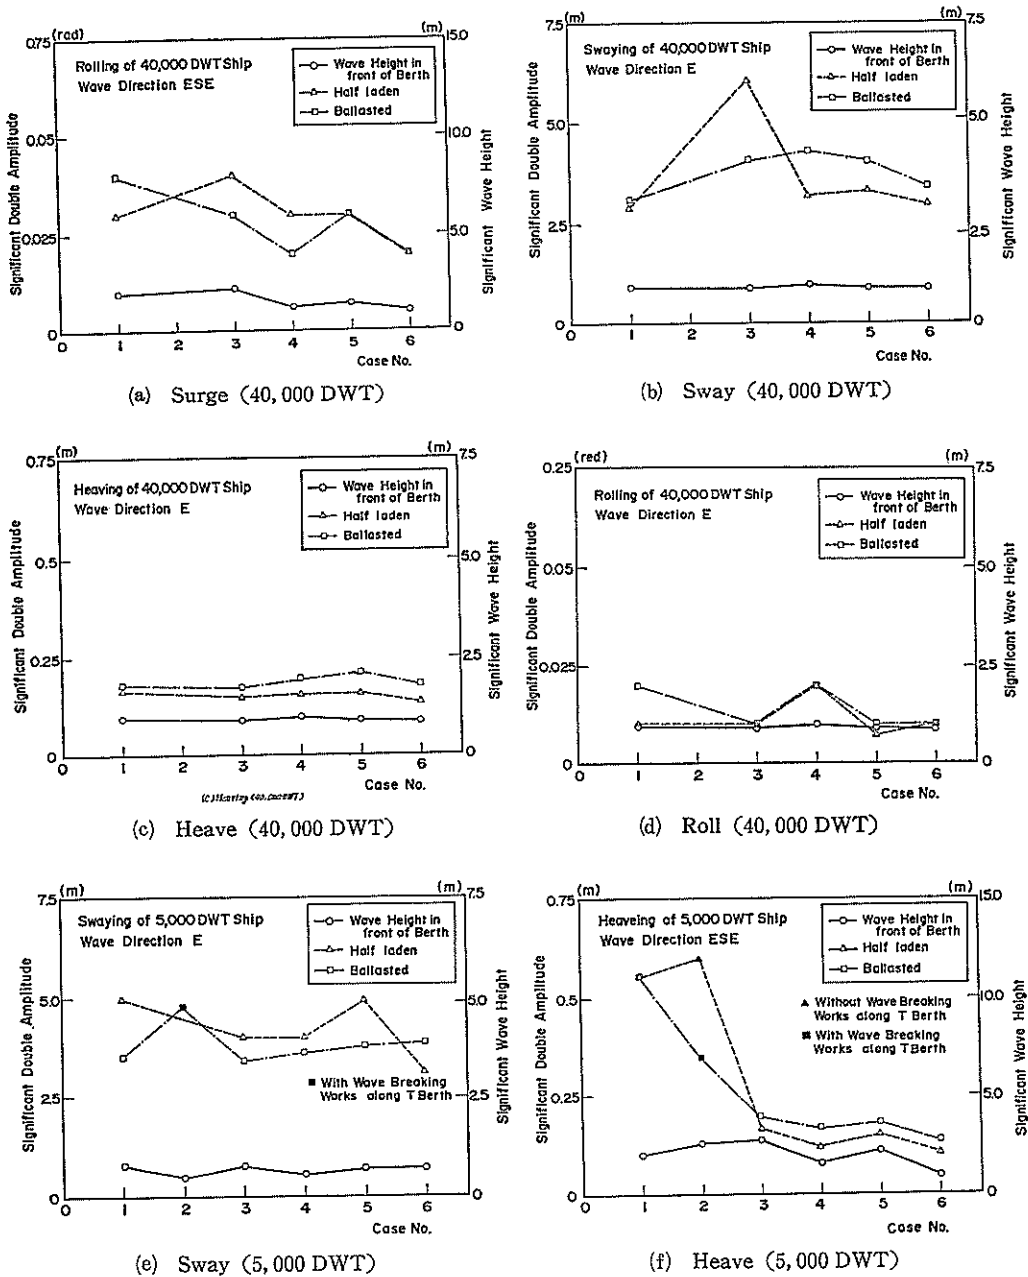 (rad)
(m)
0.75
15.0
Rolling of 40,000 DWT Ship
Wave Direction ESE
Wave Height in
front of Berth
Half laden
Ballasted
0.05
10.0
0.025
5.0
0
0
0 1 2 3 4 5 6
Case No.
Significant Double Amplitude
Significant Wave Height
(a) Surge (40,000 DWT)
(m)
(m)
7.5
7.5
Swaying of 40,000 DWT Ship
Wave Direction E
Wave Height in
front of Berth
Half laden
Ballasted
5.0
5.0
2.5
2.5
0
0
0 1 2 3 4 5 6
Case No.
Significant Double Amplitude
Significant Wave Height
(b) Sway (40,000 DWT)
(m)
(m)
0.75
7.5
Heaving of 40,000 DWT Ship
Wave Direction E
Wave Height in
front of Berth
Half laden
Ballasted
0.5
5.0
0.25
2.5
0
0
0 1 2 3 4 5 6
Case No.
Significant Double Amplitude
Significant Wave Height
(C) Heaving (40,000 DWT)
(c) Heave (40,000 DWT)
(red)
(m)
0.25
7.5
Rolling of 40,000 DWT Ship
Wave Direction E
Wave Height in
front of Berth
Half laden
Ballasted
0.05
5.0
0.025
2.5
0
0
0 1 2 3 4 5 6
Case No.
Significant Double Amplitude
Significant Wave Height
(d) Roll (40,000 DWT)
(m)
(m)
7.5
7.5
Swaying of 5,000 DWT Ship
Wave Direction E
Wave Height in
front of Berth
Half laden
Ballasted
5.0
5.0
With Wave Breaking
Works along T Berth
2.5
2.5
0
0
0 1 2 3 4 5 6
Case No.
Significant Double Amplitude
Significant Wave Height
(e) Sway (5,000 DWT)
(m)
(m)
0.75
15.0
Heaveing of 5,000 DWT Ship
Wave Direction ESE
Wave Height in
front of Berth
Half laden
Ballasted
0.5
10.0
Without Wave Breaking
Works along T Berth
With Wave Breaking
Works along T Berth
0.25
5.0
0
0
0 1 2 3 4 5 6
Case No.
Significant Double Amplitude
Significant Wave Height
(f) Heave (5,000 DWT)